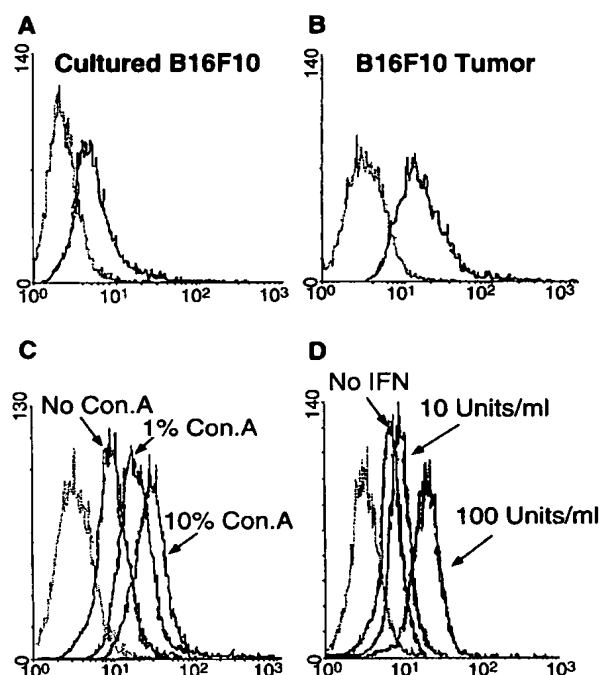 A
B
140
Cultured B16F10
0
10⁰ 10¹ 10² 10³
140
B16F10 Tumor
0
10⁰ 10¹ 10² 10³
C
D
130
No Con.A
1% Con.A
10% Con.A
0
10⁰ 10¹ 10² 10³
140
No IFN
10 Units/ml
100 Units/ml
0
10⁰ 10¹ 10² 10³